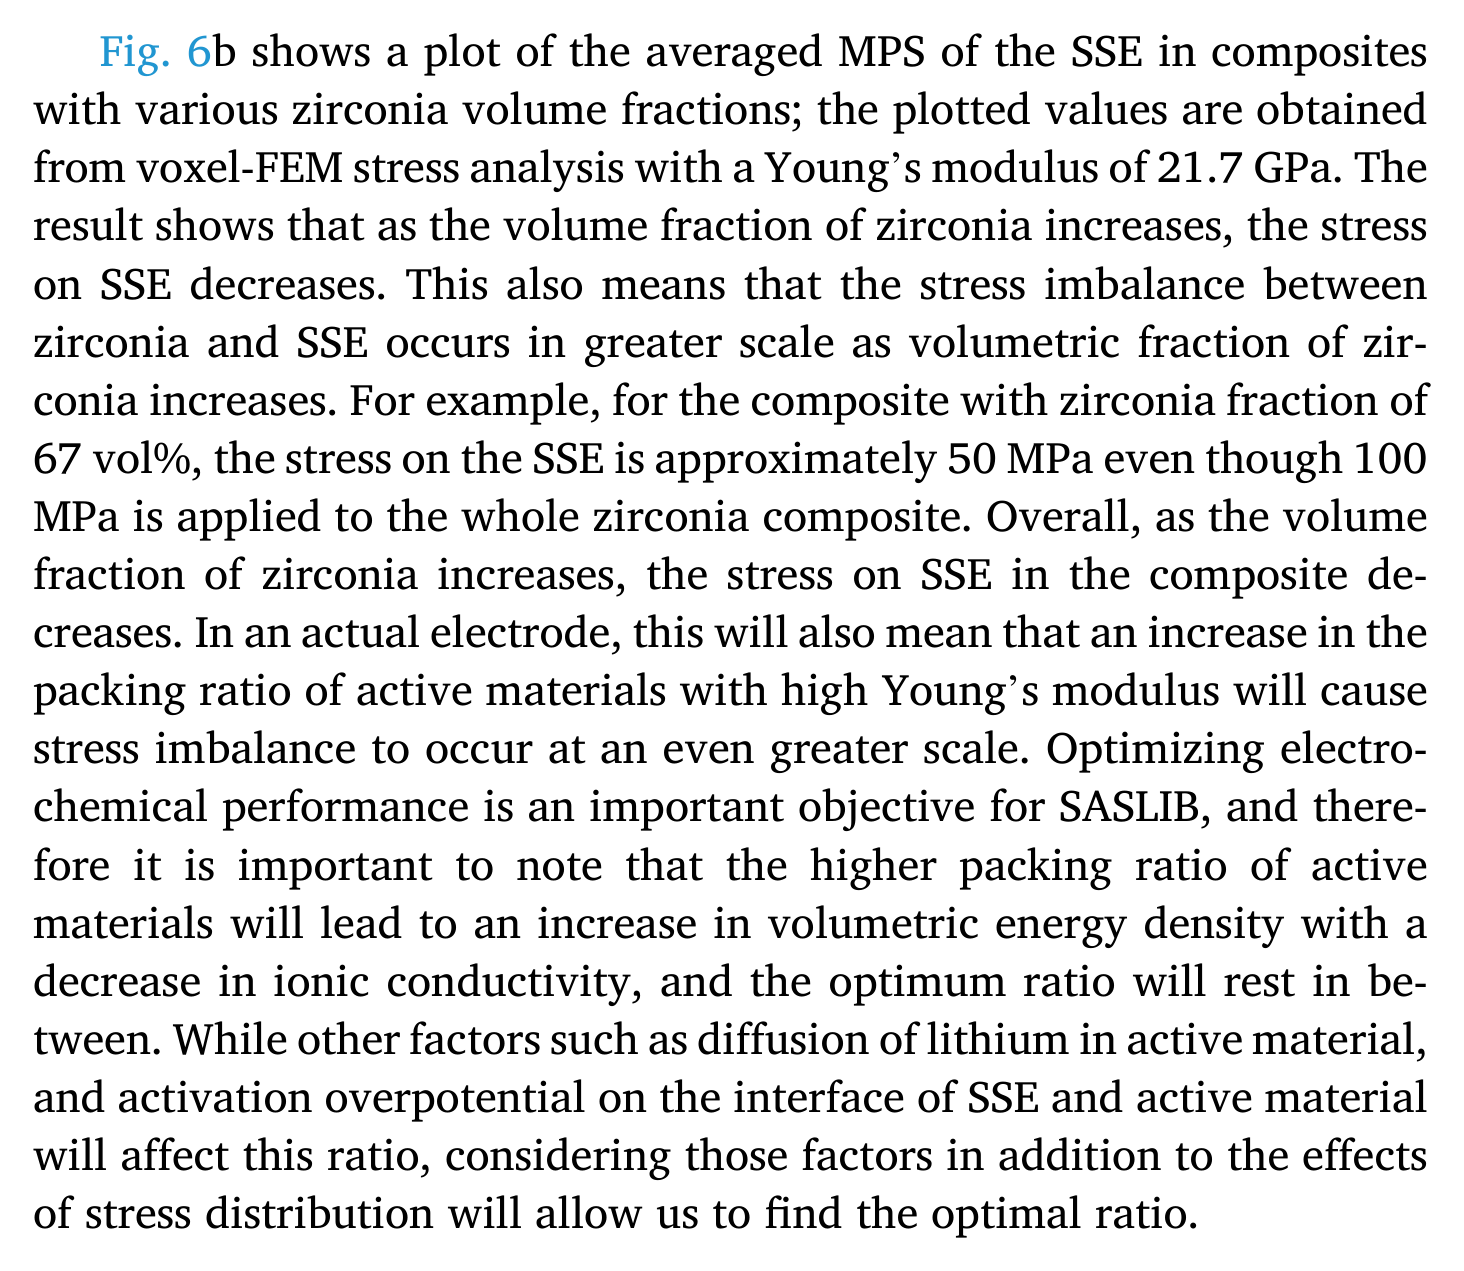 Fig. 6b shows a plot of the averaged MPS of the SSE in composites
with various zirconia volume fractions; the plotted values are obtained
from voxel-FEM stress analysis with a Young’s modulus of 21.7 GPa. The
result shows that as the volume fraction of zirconia increases, the stress
on SSE decreases. This also means that the stress imbalance between
zirconia and SSE occurs in greater scale as volumetric fraction of zir-
conia increases. For example, for the composite with zirconia fraction of
67 vol%, the stress on the SSE is approximately 50 MPa even though 100
MPa is applied to the whole zirconia composite. Overall, as the volume
fraction of zirconia increases, the stress on SSE in the composite de-
creases. In an actual electrode, this will also mean that an increase in the
packing ratio of active materials with high Young’s modulus will cause
stress imbalance to occur at an even greater scale. Optimizing electro-
chemical performance is an important objective for SASLIB, and there-
fore it is important to note that the higher packing ratio of active
materials will lead to an increase in volumetric energy density with a
decrease in ionic conductivity, and the optimum ratio will rest in be-
tween. While other factors such as diffusion of lithium in active material,
and activation overpotential on the interface of SSE and active material
will affect this ratio, considering those factors in addition to the effects
of stress distribution will allow us to find the optimal ratio.